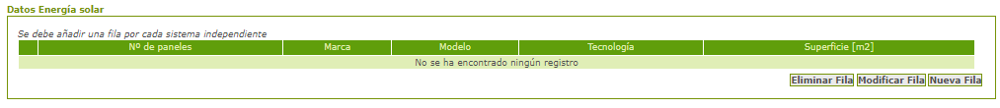 Datos Energía solar
Se debe añadir una fila por cada sistema independiente
Nº de paneles Marca Modelo Tecnología Superficie [m2]
No se ha encontrado ningún registro
Eliminar Fila Modificar Fila Nueva Fila